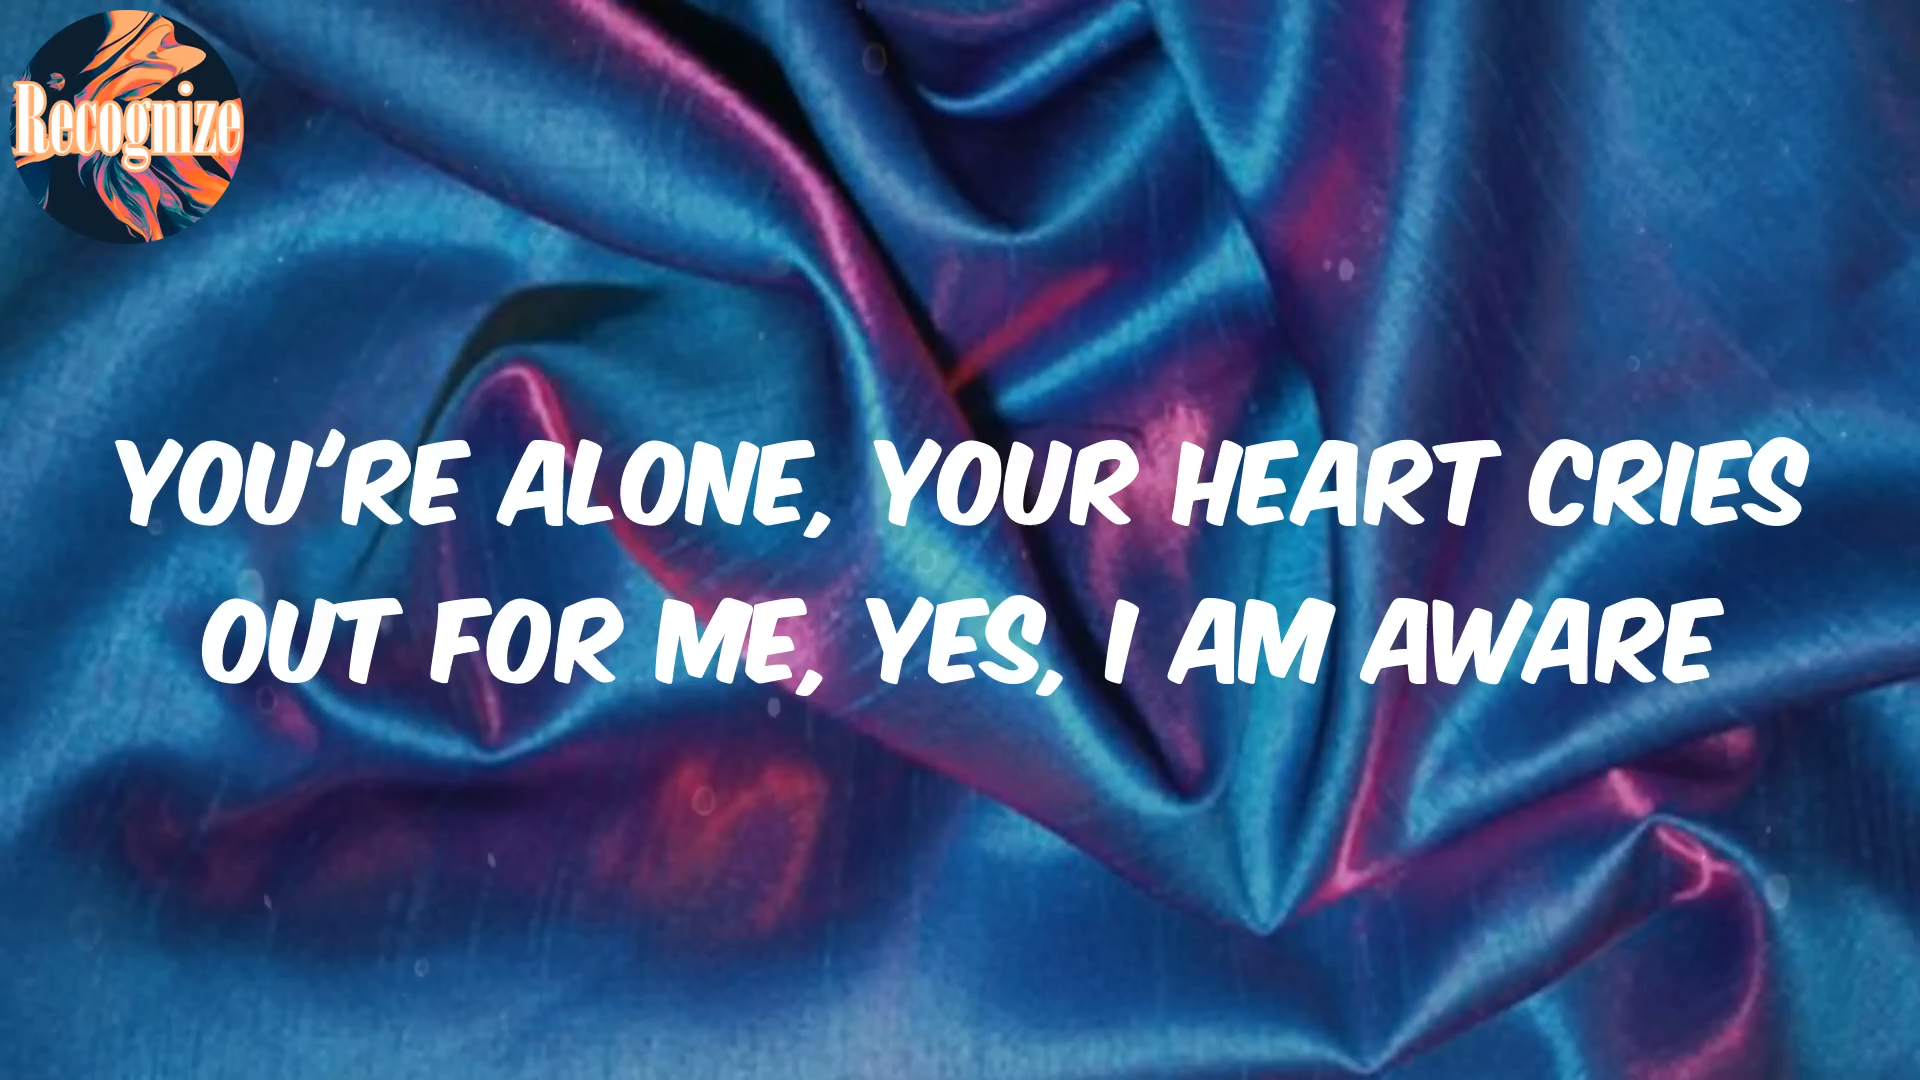 Recognize
YOU'RE ALONE, YOUR HEART CRIES
OUT FOR ME, YES, I AM AWARE